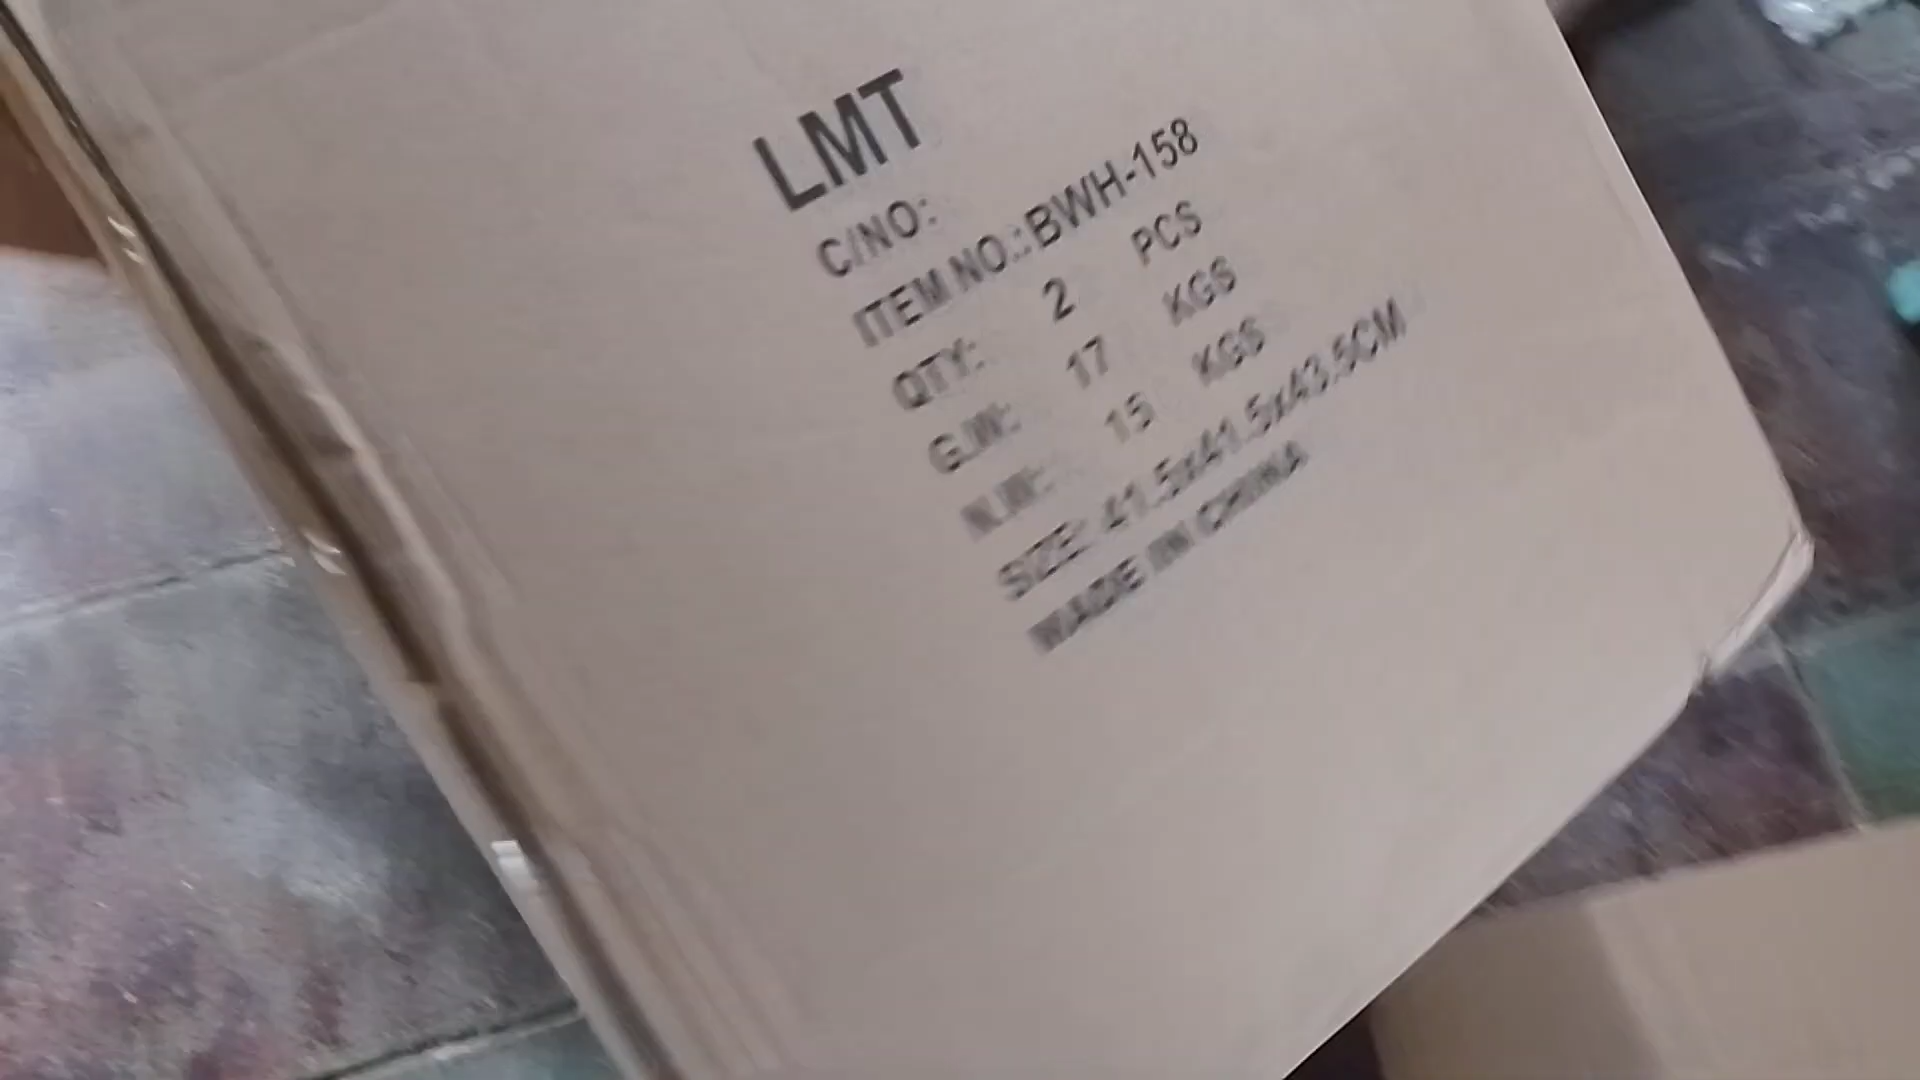 LMT
C/NO:
ITEM NO.:BWH-158
QTY: 2 PCS
G.W: 17 KGS
N.W: 15 KGS
SIZE: 41.5x41.5x43.5CM
MADE IN CHINA